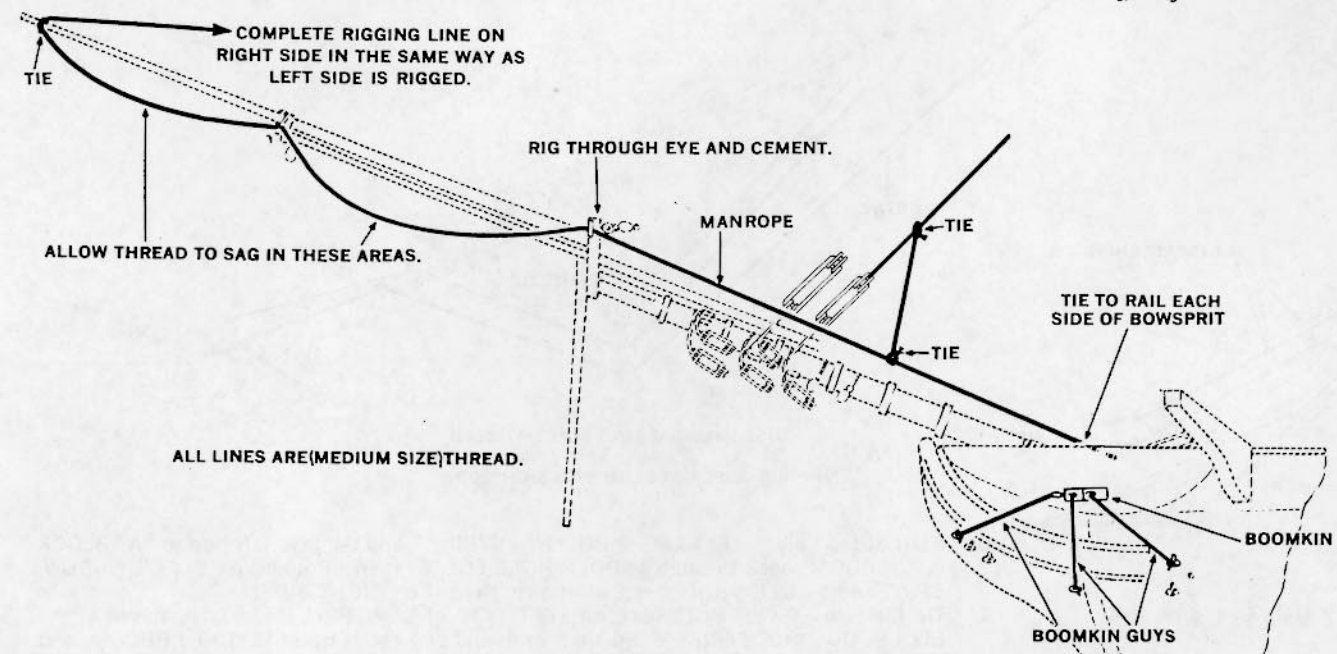 COMPLETE RIGGING LINE ON
RIGHT SIDE IN THE SAME WAY AS
LEFT SIDE IS RIGGED.
TIE
RIG THROUGH EYE AND CEMENT.
MANROPE
TIE
ALLOW THREAD TO SAG IN THESE AREAS.
TIE TO RAIL EACH
SIDE OF BOWSPRIT
TIE
ALL LINES ARE(MEDIUM SIZE)THREAD.
BOOMKIN
BOOMKIN GUYS